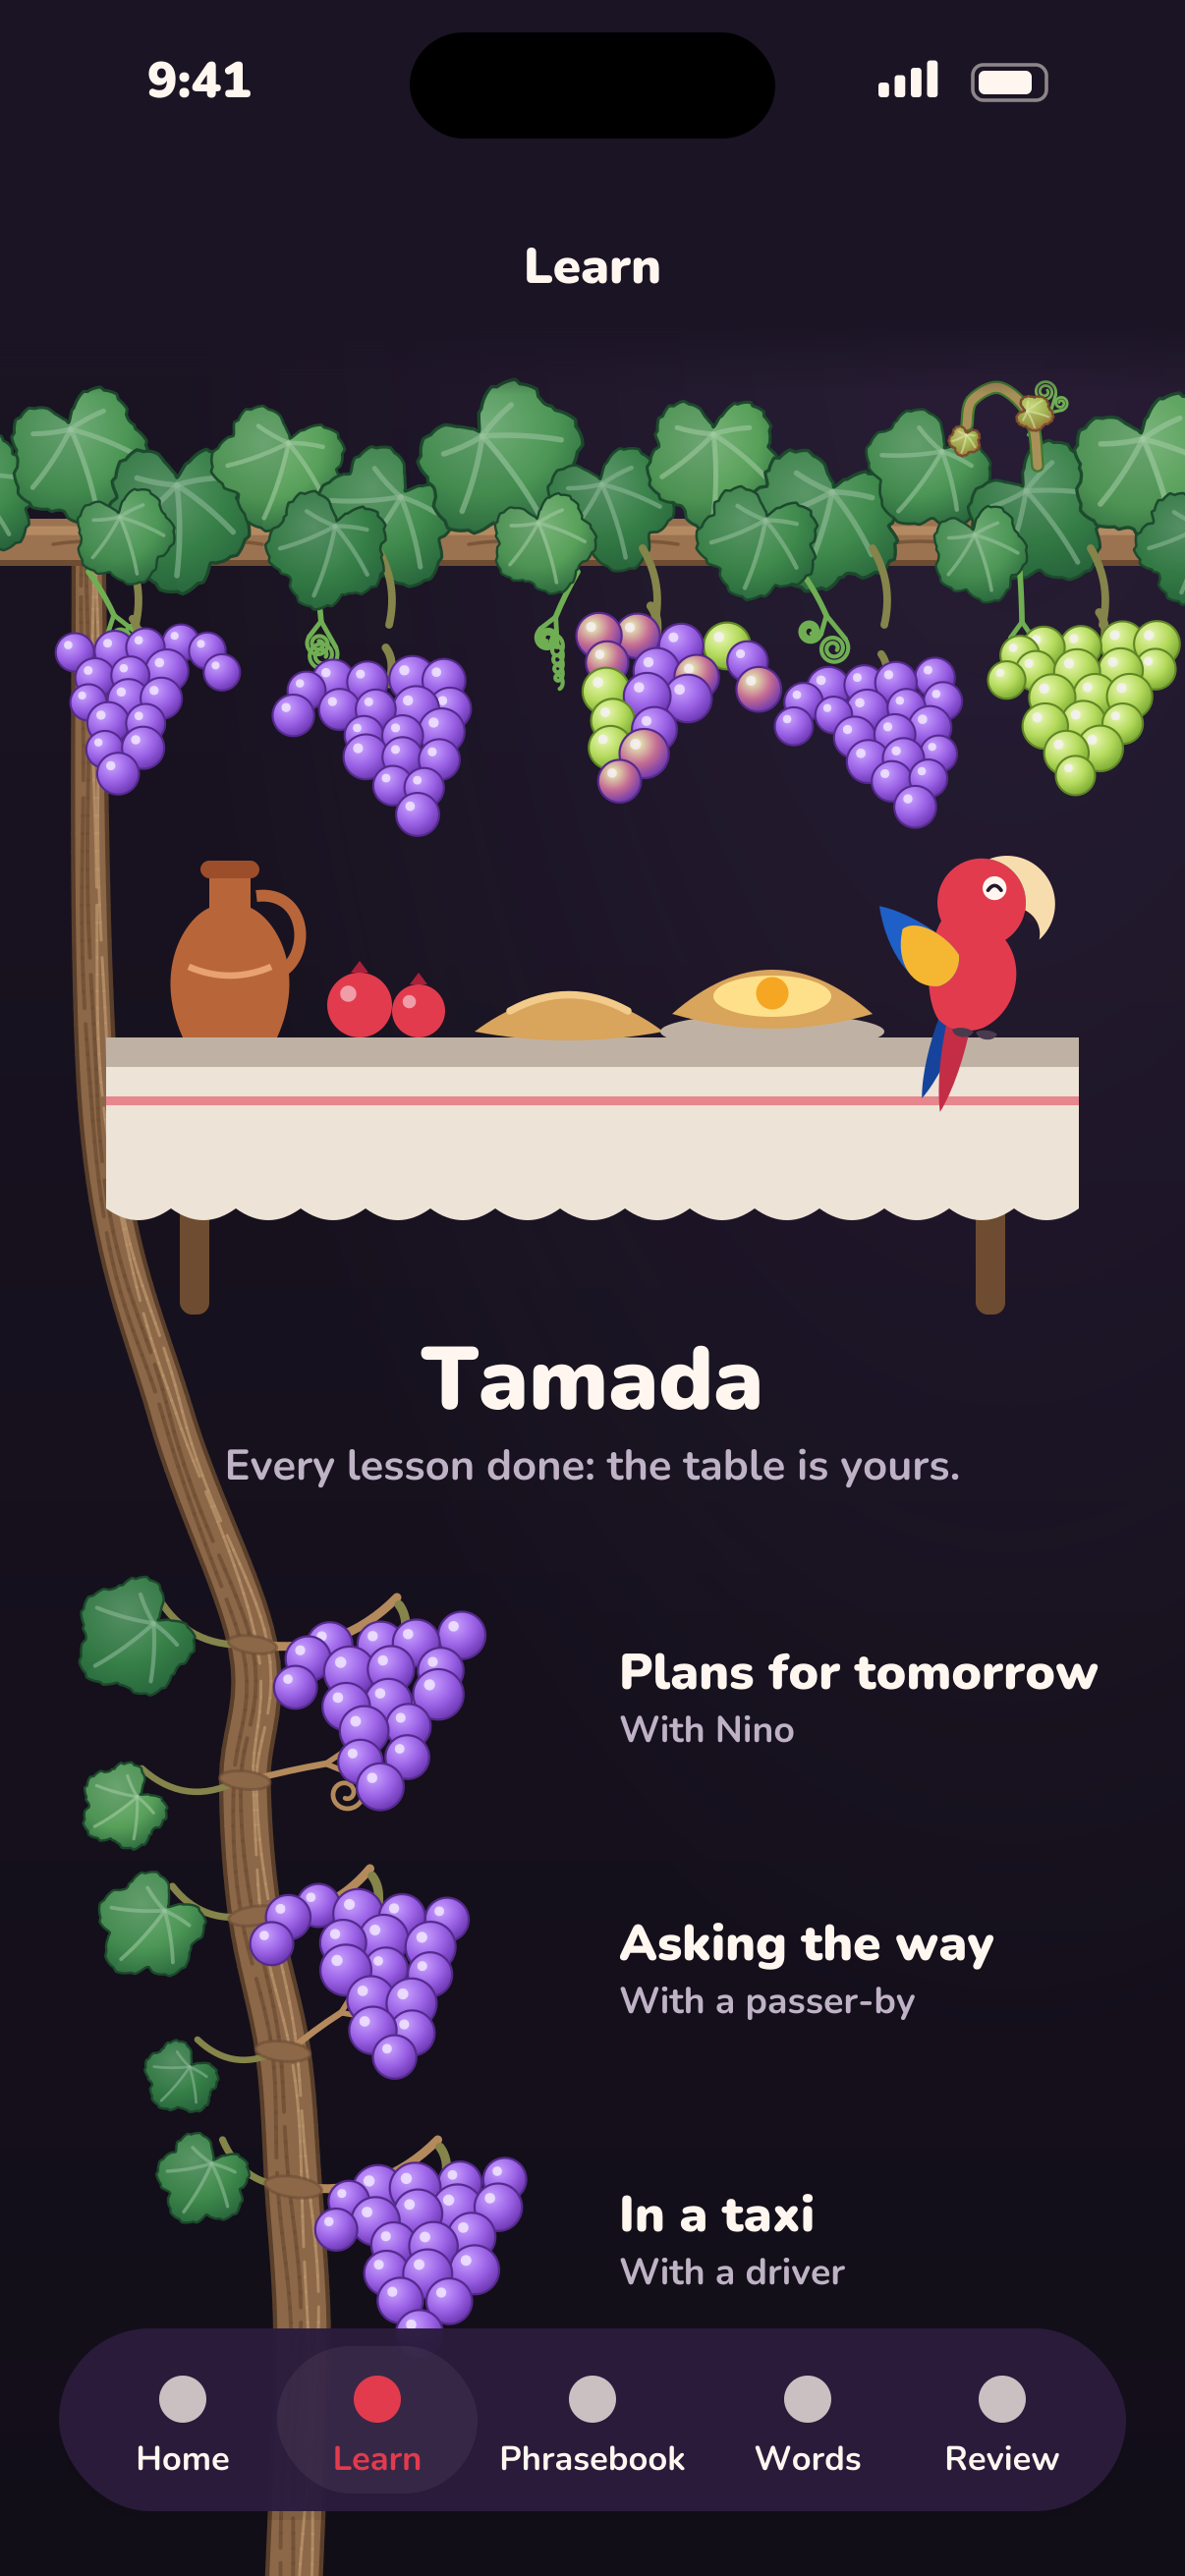 9:41
Learn
Tamada
Every lesson done: the table is yours.
Plans for tomorrow
With Nino
Asking the way
With a passer-by
In a taxi
With a driver
Home
Learn
Phrasebook
Words
Review